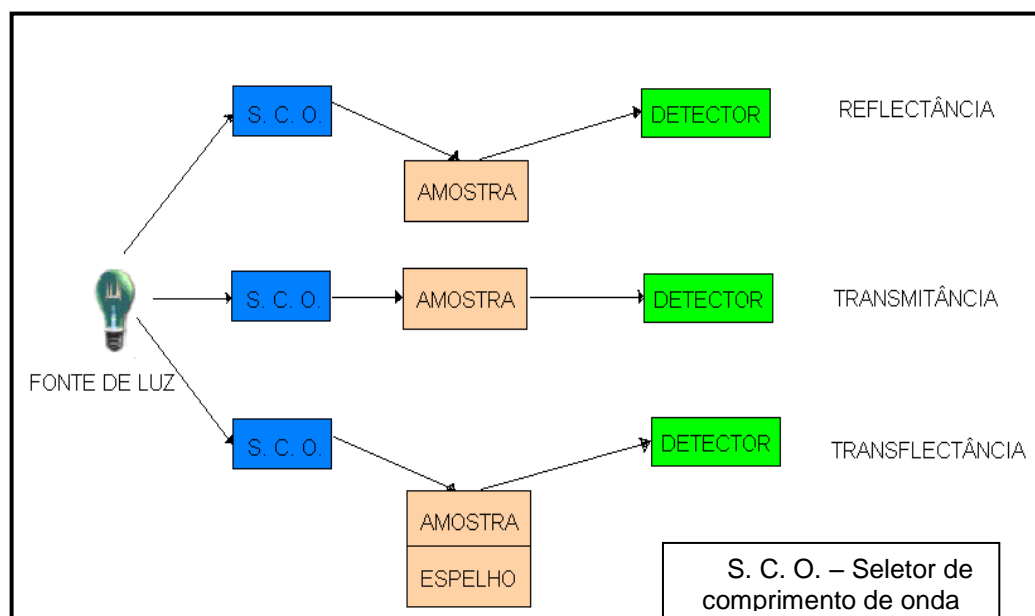 S. C. O.
DETECTOR
REFLECTÂNCIA
AMOSTRA
S. C. O.
AMOSTRA
DETECTOR
TRANSMITÂNCIA
FONTE DE LUZ
S. C. O.
DETECTOR
TRANSFLECTÂNCIA
AMOSTRA
ESPELHO
S. C. O. – Seletor de
comprimento de onda